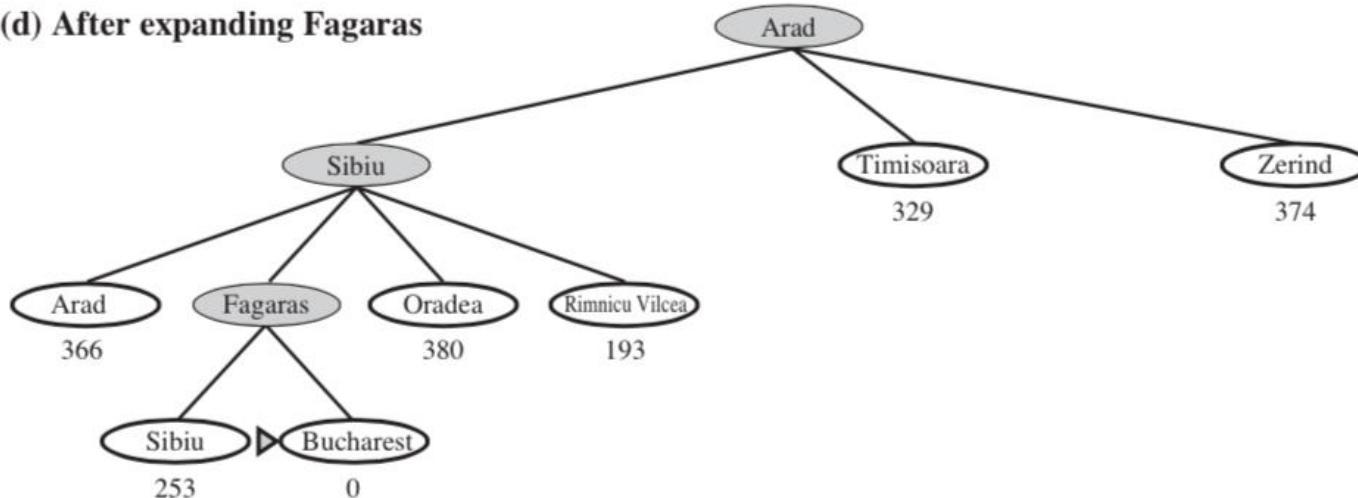 (d) After expanding Fagaras
Arad
Sibiu
Timisoara
Zerind
329
374
Arad
Fagaras
Oradea
Rimnicu Vilcea
366
380
193
Sibiu
Bucharest
253
0